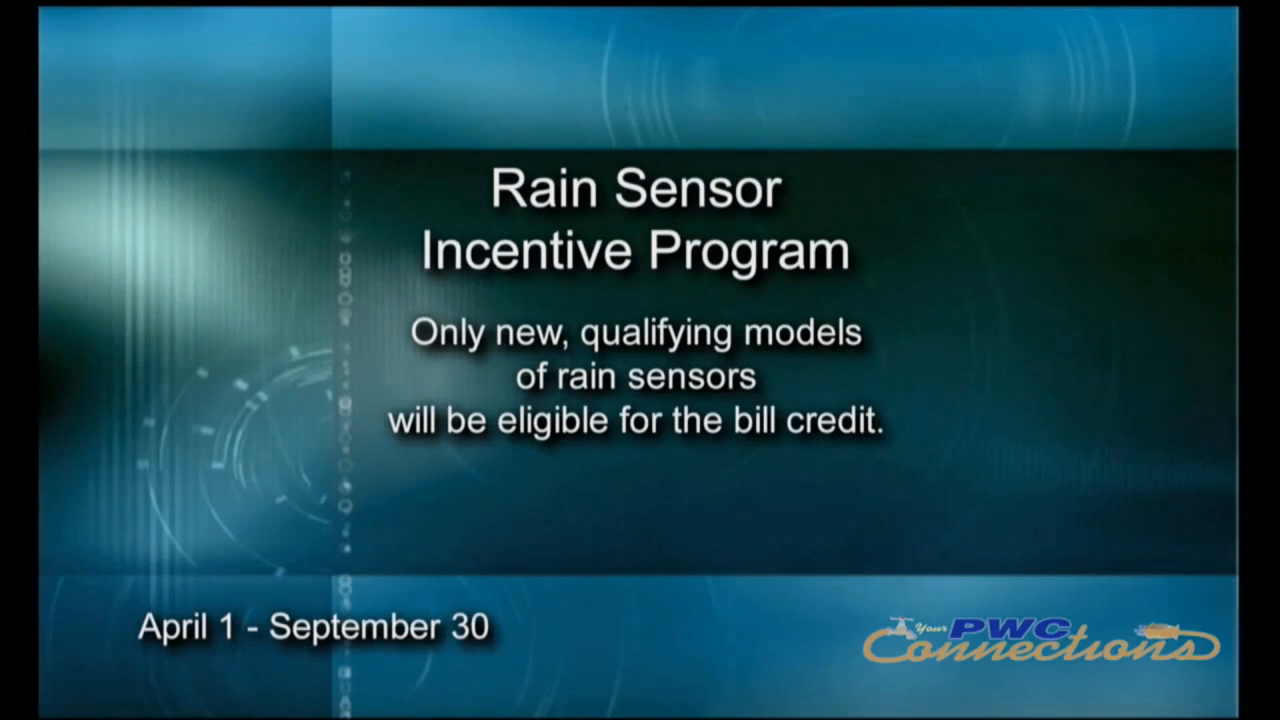 Rain Sensor
Incentive Program
Only new, qualifying models
of rain sensors
will be eligible for the bill credit.
April 1 - September 30
Your PWC
Connections